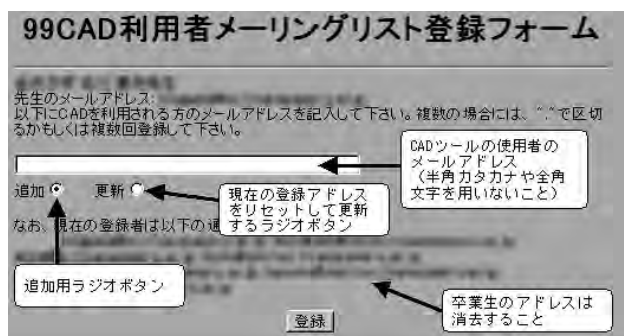 99CAD利用者メーリングリスト登録フォーム
先生のメールアドレス:
以下にCADを利用される方のメールアドレスを記入して下さい。複数の場合には、"."で区切
るかもしくは複数回登録して下さい。
CADツールの使用者の
メールアドレス
(半角カタカナや全角
文字を用いないこと)
追加
更新
現在の登録アドレス
をリセットして更新
するラジオボタン
なお、現在の登録者は以下の通
追加用ラジオボタン
卒業生のアドレスは
消去すること
登録